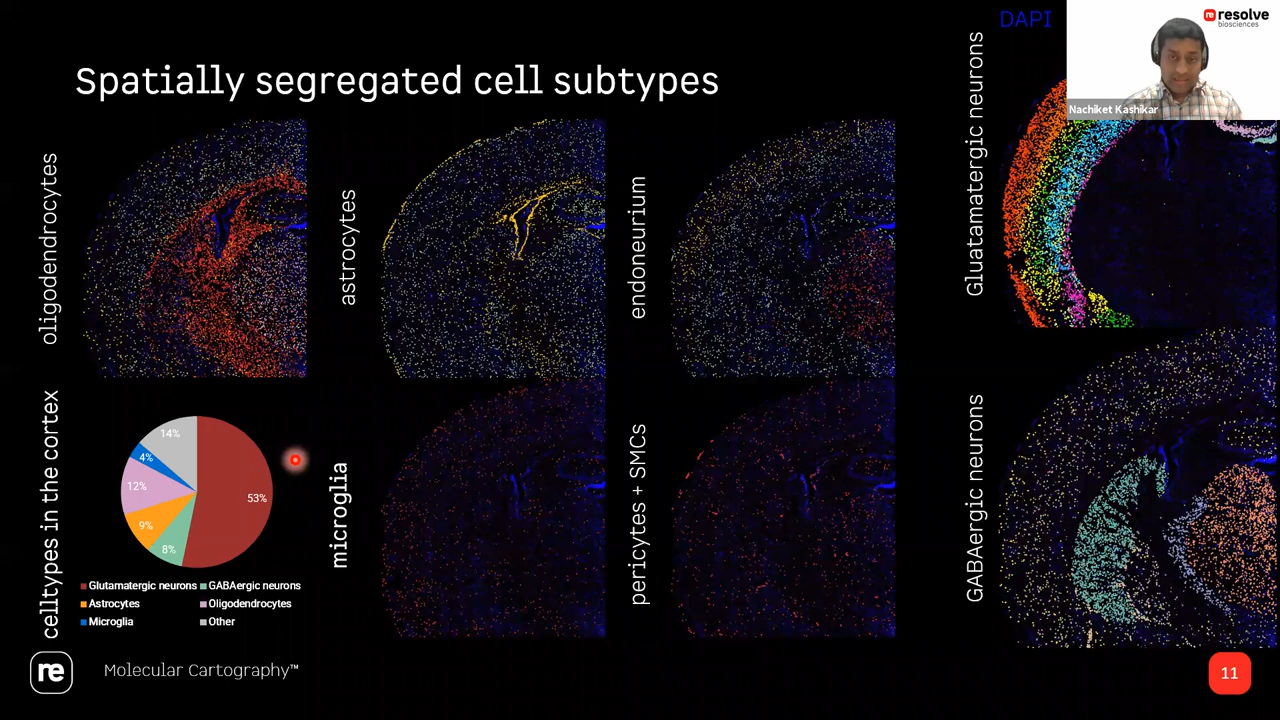 DAPI
re resolve
biosciences
Nachiket Kashikar
Spatially segregated cell subtypes
oligodendrocytes
astrocytes
endoneurium
Gluatamatergic neurons
celltypes in the cortex
14%
4%
12%
9%
8%
53%
Glutamatergic neurons GABAergic neurons
Astrocytes Oligodendrocytes
Microglia Other
microglia
pericytes + SMCs
GABAergic neurons
re Molecular Cartography™
11